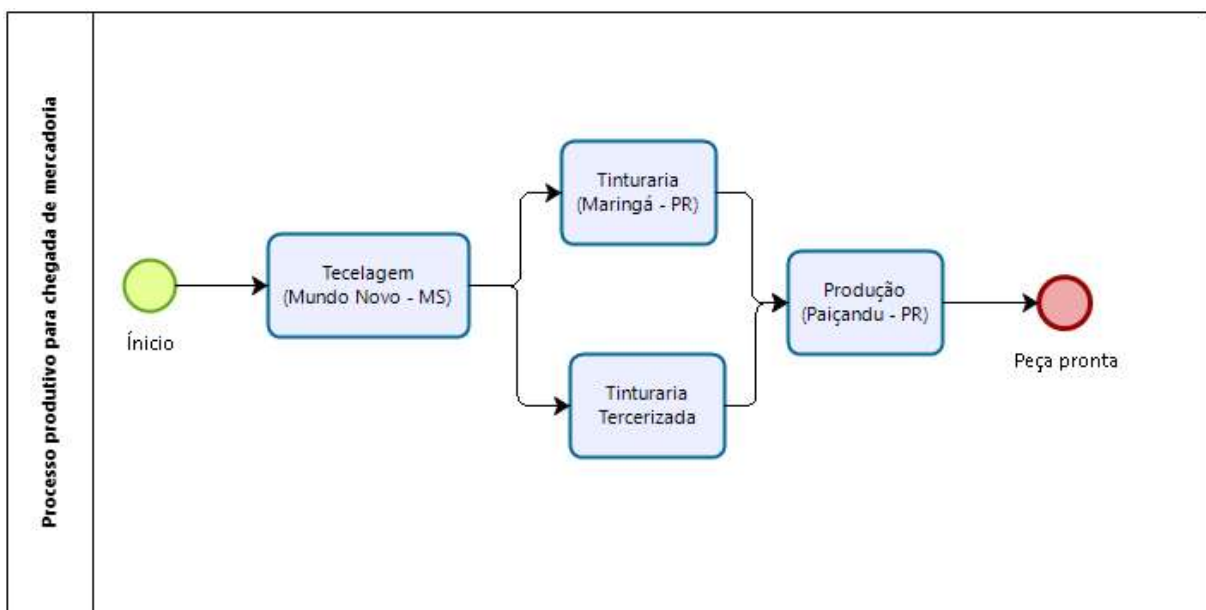 Processo produtivo para chegada de mercadoria
Ínicio
Tecelagem
(Mundo Novo - MS)
Tinturaria
(Maringá - PR)
Tinturaria
Tercerizada
Produção
(Paiçandu - PR)
Peça pronta